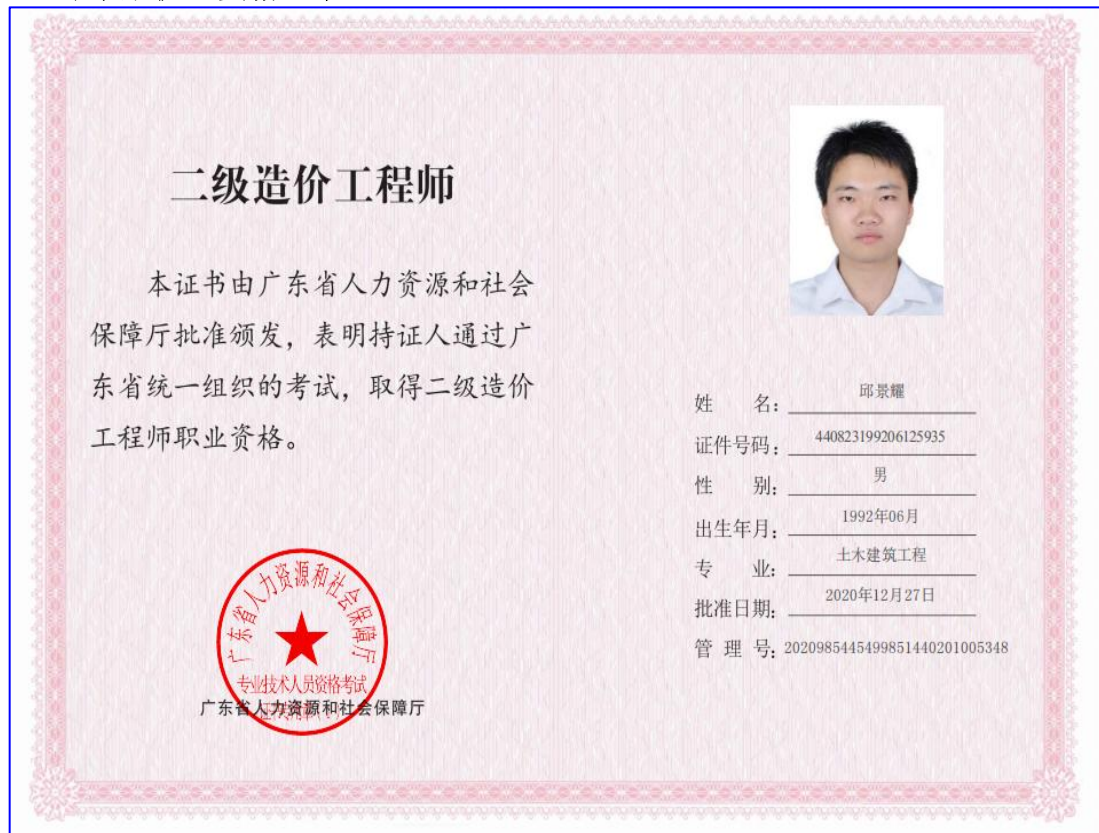 二级造价工程师
本证书由广东省人力资源和社会
保障厅批准颁发，表明持证人通过广
东省统一组织的考试，取得二级造价
工程师职业资格。
广东省人力资源和社会保障厅
专业技术人员资格考试
广东省人力资源和社会保障厅
姓 名：邱景耀
证件号码：440823199206125935
性 别：男
出生年月：1992年06月
专 业：土木建筑工程
批准日期：2020年12月27日
管 理 号：2020985445499851440201005348